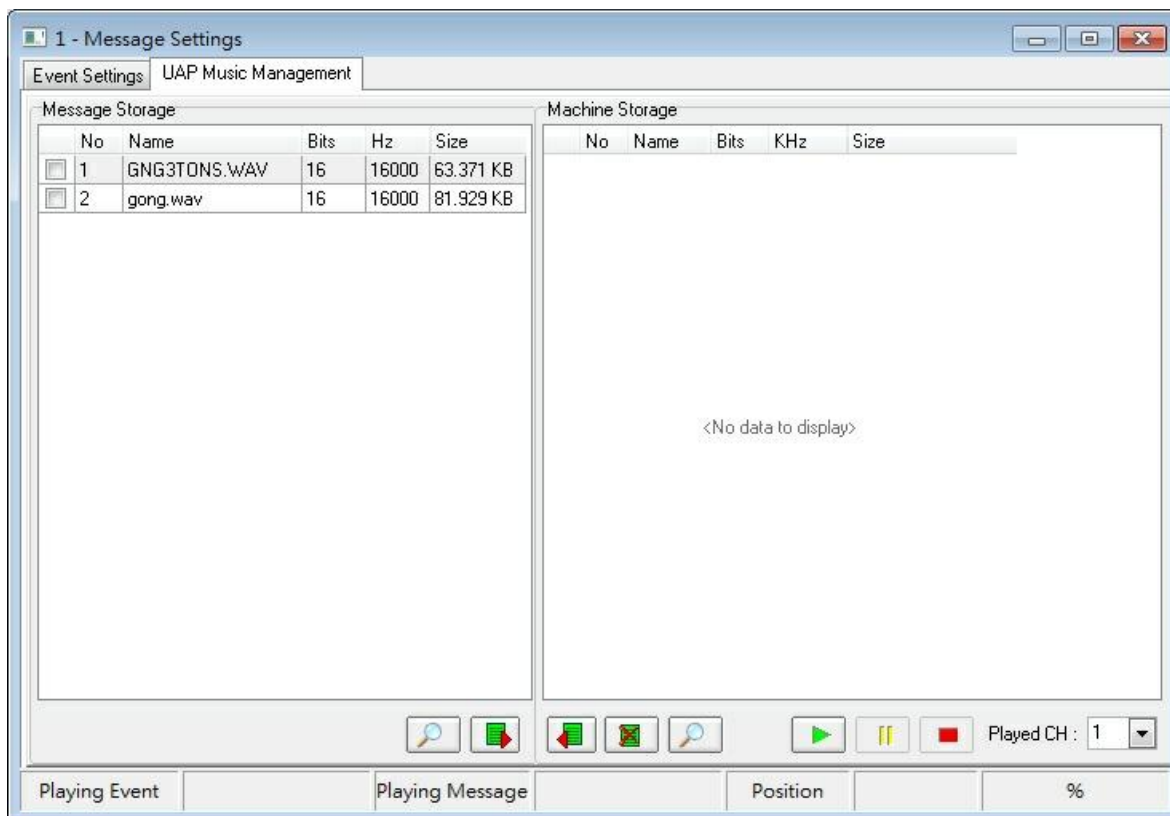 1 - Message Settings
Event Settings UAP Music Management
Message Storage Machine Storage
No Name Bits Hz Size No Name Bits KHz Size
1 GNG3TONS.WAV 16 16000 63.371 KB
2 gong.wav 16 16000 81.929 KB
<No data to display>
Played CH : 1
Playing Event Playing Message Position %